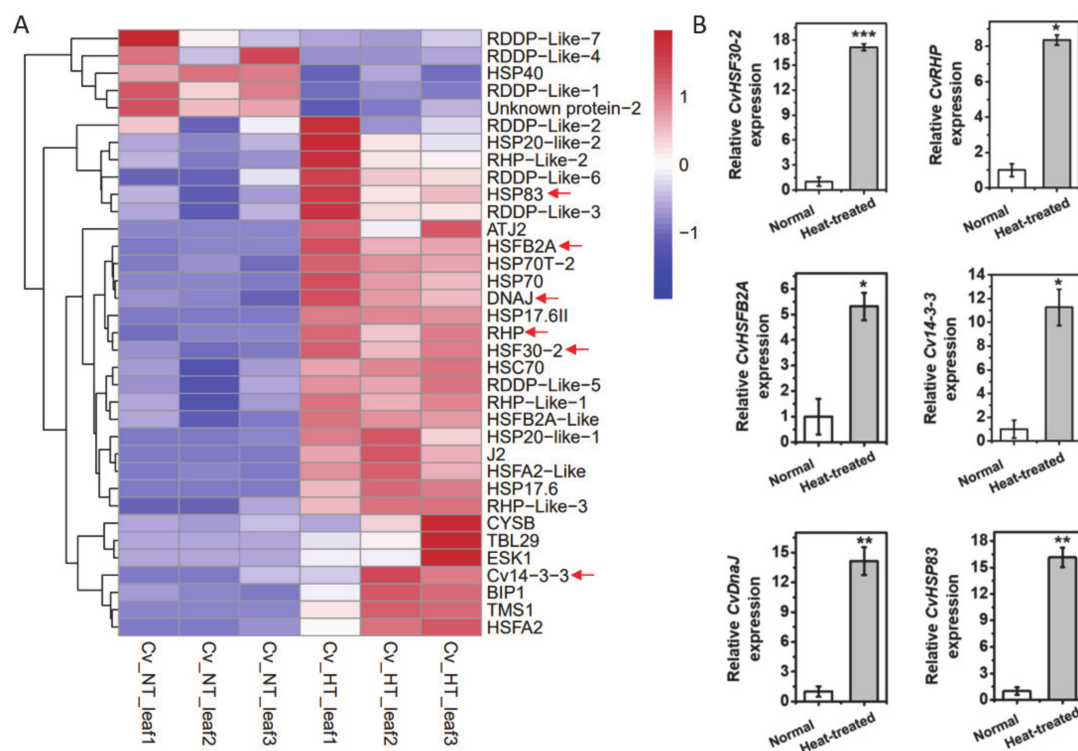 A
RDDP-Like-7
RDDP-Like-4
HSP40
RDDP-Like-1
Unknown protein-2
RDDP-Like-2
HSP20-like-2
RHP-Like-2
RDDP-Like-6
HSP83
RDDP-Like-3
ATJ2
HSFB2A
HSP70T-2
HSP70
DNAJ
HSP17.6II
RHP
HSF30-2
HSC70
RDDP-Like-5
RHP-Like-1
HSFB2A-Like
HSP20-like-1
J2
HSFA2-Like
HSP17.6
RHP-Like-3
CYSB
TBL29
ESK1
Cv14-3-3
BIP1
TMS1
HSFA2
Cv_NT_leaf1
Cv_NT_leaf2
Cv_NT_leaf3
Cv_HT_leaf1
Cv_HT_leaf2
Cv_HT_leaf3
1
0
-1
B
Relative CvHSF30-2
expression
18
15
12
9
6
3
0
***
Normal
Heat-treated
Relative CvRHP
expression
8
6
4
2
0
*
Normal
Heat-treated
Relative CvHSFB2A
expression
6
5
4
3
2
1
0
*
Normal
Heat-treated
Relative Cv14-3-3
expression
14
12
10
8
6
4
2
0
*
Normal
Heat-treated
Relative CvDnaJ
expression
15
12
9
6
3
0
**
Normal
Heat-treated
Relative CvHSP83
expression
18
15
12
9
6
3
0
**
Normal
Heat-treated